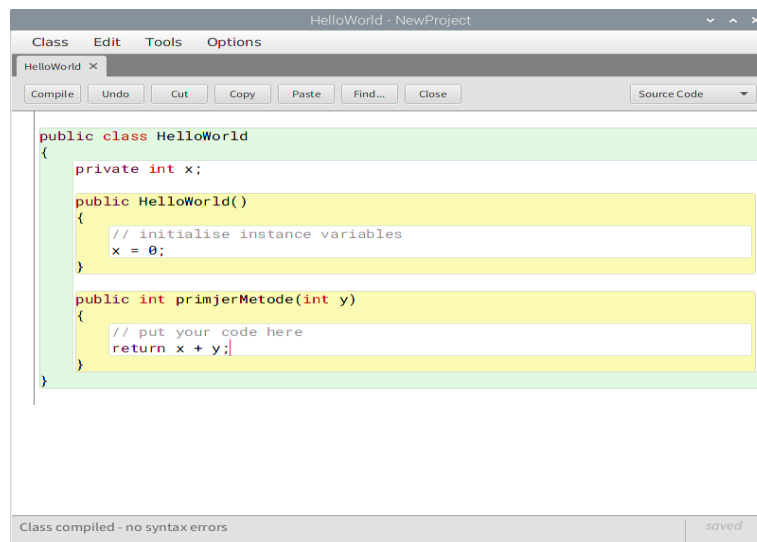 HelloWorld - NewProject
Class Edit Tools Options
HelloWorld
Compile Undo Cut Copy Paste Find... Close Source Code
public class HelloWorld
{
private int x;
public HelloWorld()
{
// initialise instance variables
x = 0;
}
public int primjerMetode(int y)
{
// put your code here
return x + y;
}
}
Class compiled - no syntax errors saved